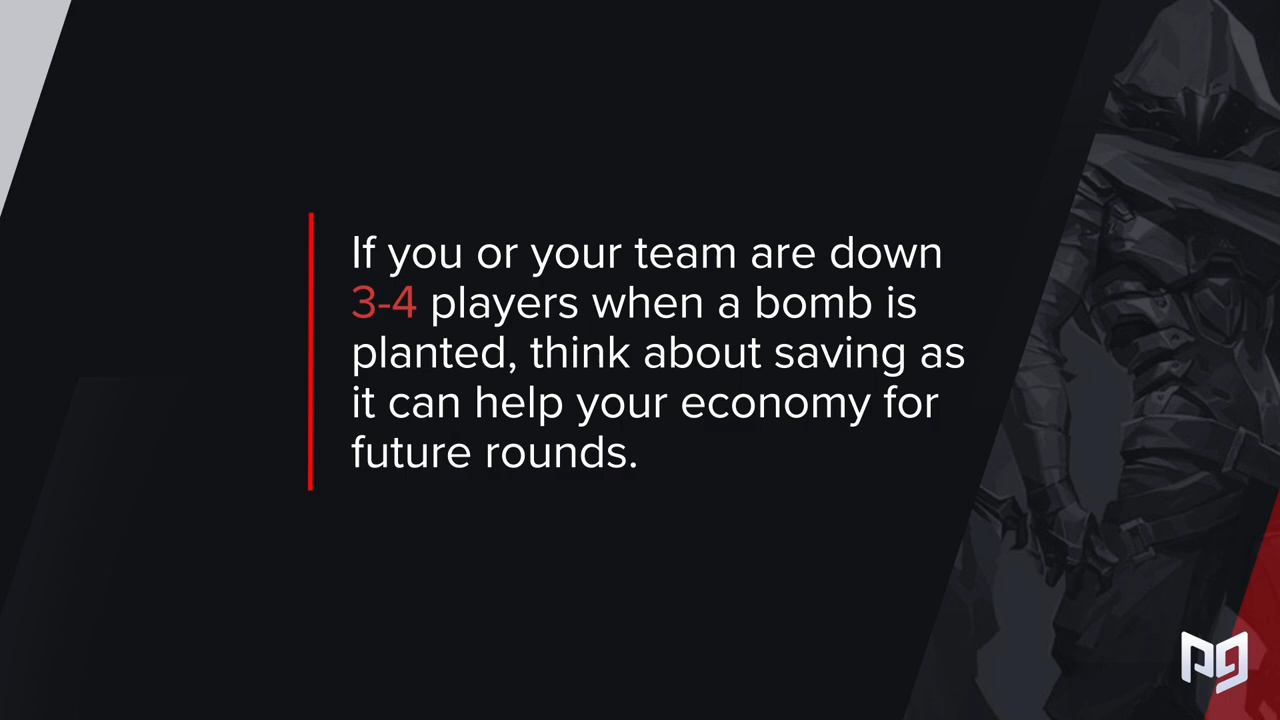 If you or your team are down
3-4 players when a bomb is
planted, think about saving as
it can help your economy for
future rounds.
pg